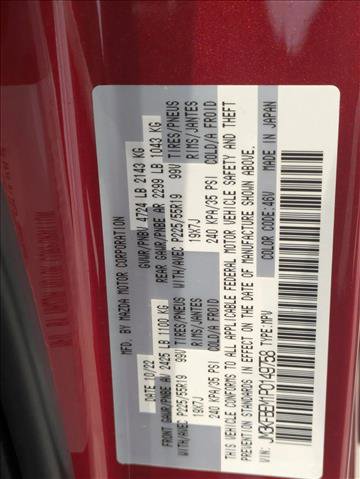 MFD. BY MAZDA MOTOR CORPORATION
DATE 10/22 GVWR/PNBV 4724 LB 2143 KG
GAWR/PNBE AV 2425 LB 1100 KG REAR GAWR/PNBE AR 2299 LB 1043 KG
WITH/AVEC P225/55R19 99V TIRES/PNEUS WITH/AVEC P225/55R19 99V TIRES/PNEUS
19X7J RIMS/JANTES 19X7J RIMS/JANTES
240 KPA/35 PSI COLD/A FROID 240 KPA/35 PSI COLD/A FROID
THIS VEHICLE CONFORMS TO ALL APPLICABLE FEDERAL MOTOR VEHICLE SAFETY AND THEFT
PREVENTION STANDARDS IN EFFECT ON THE DATE OF MANUFACTURE SHOWN ABOVE.
TYPE:MPV COLOR CODE:46V MADE IN JAPAN